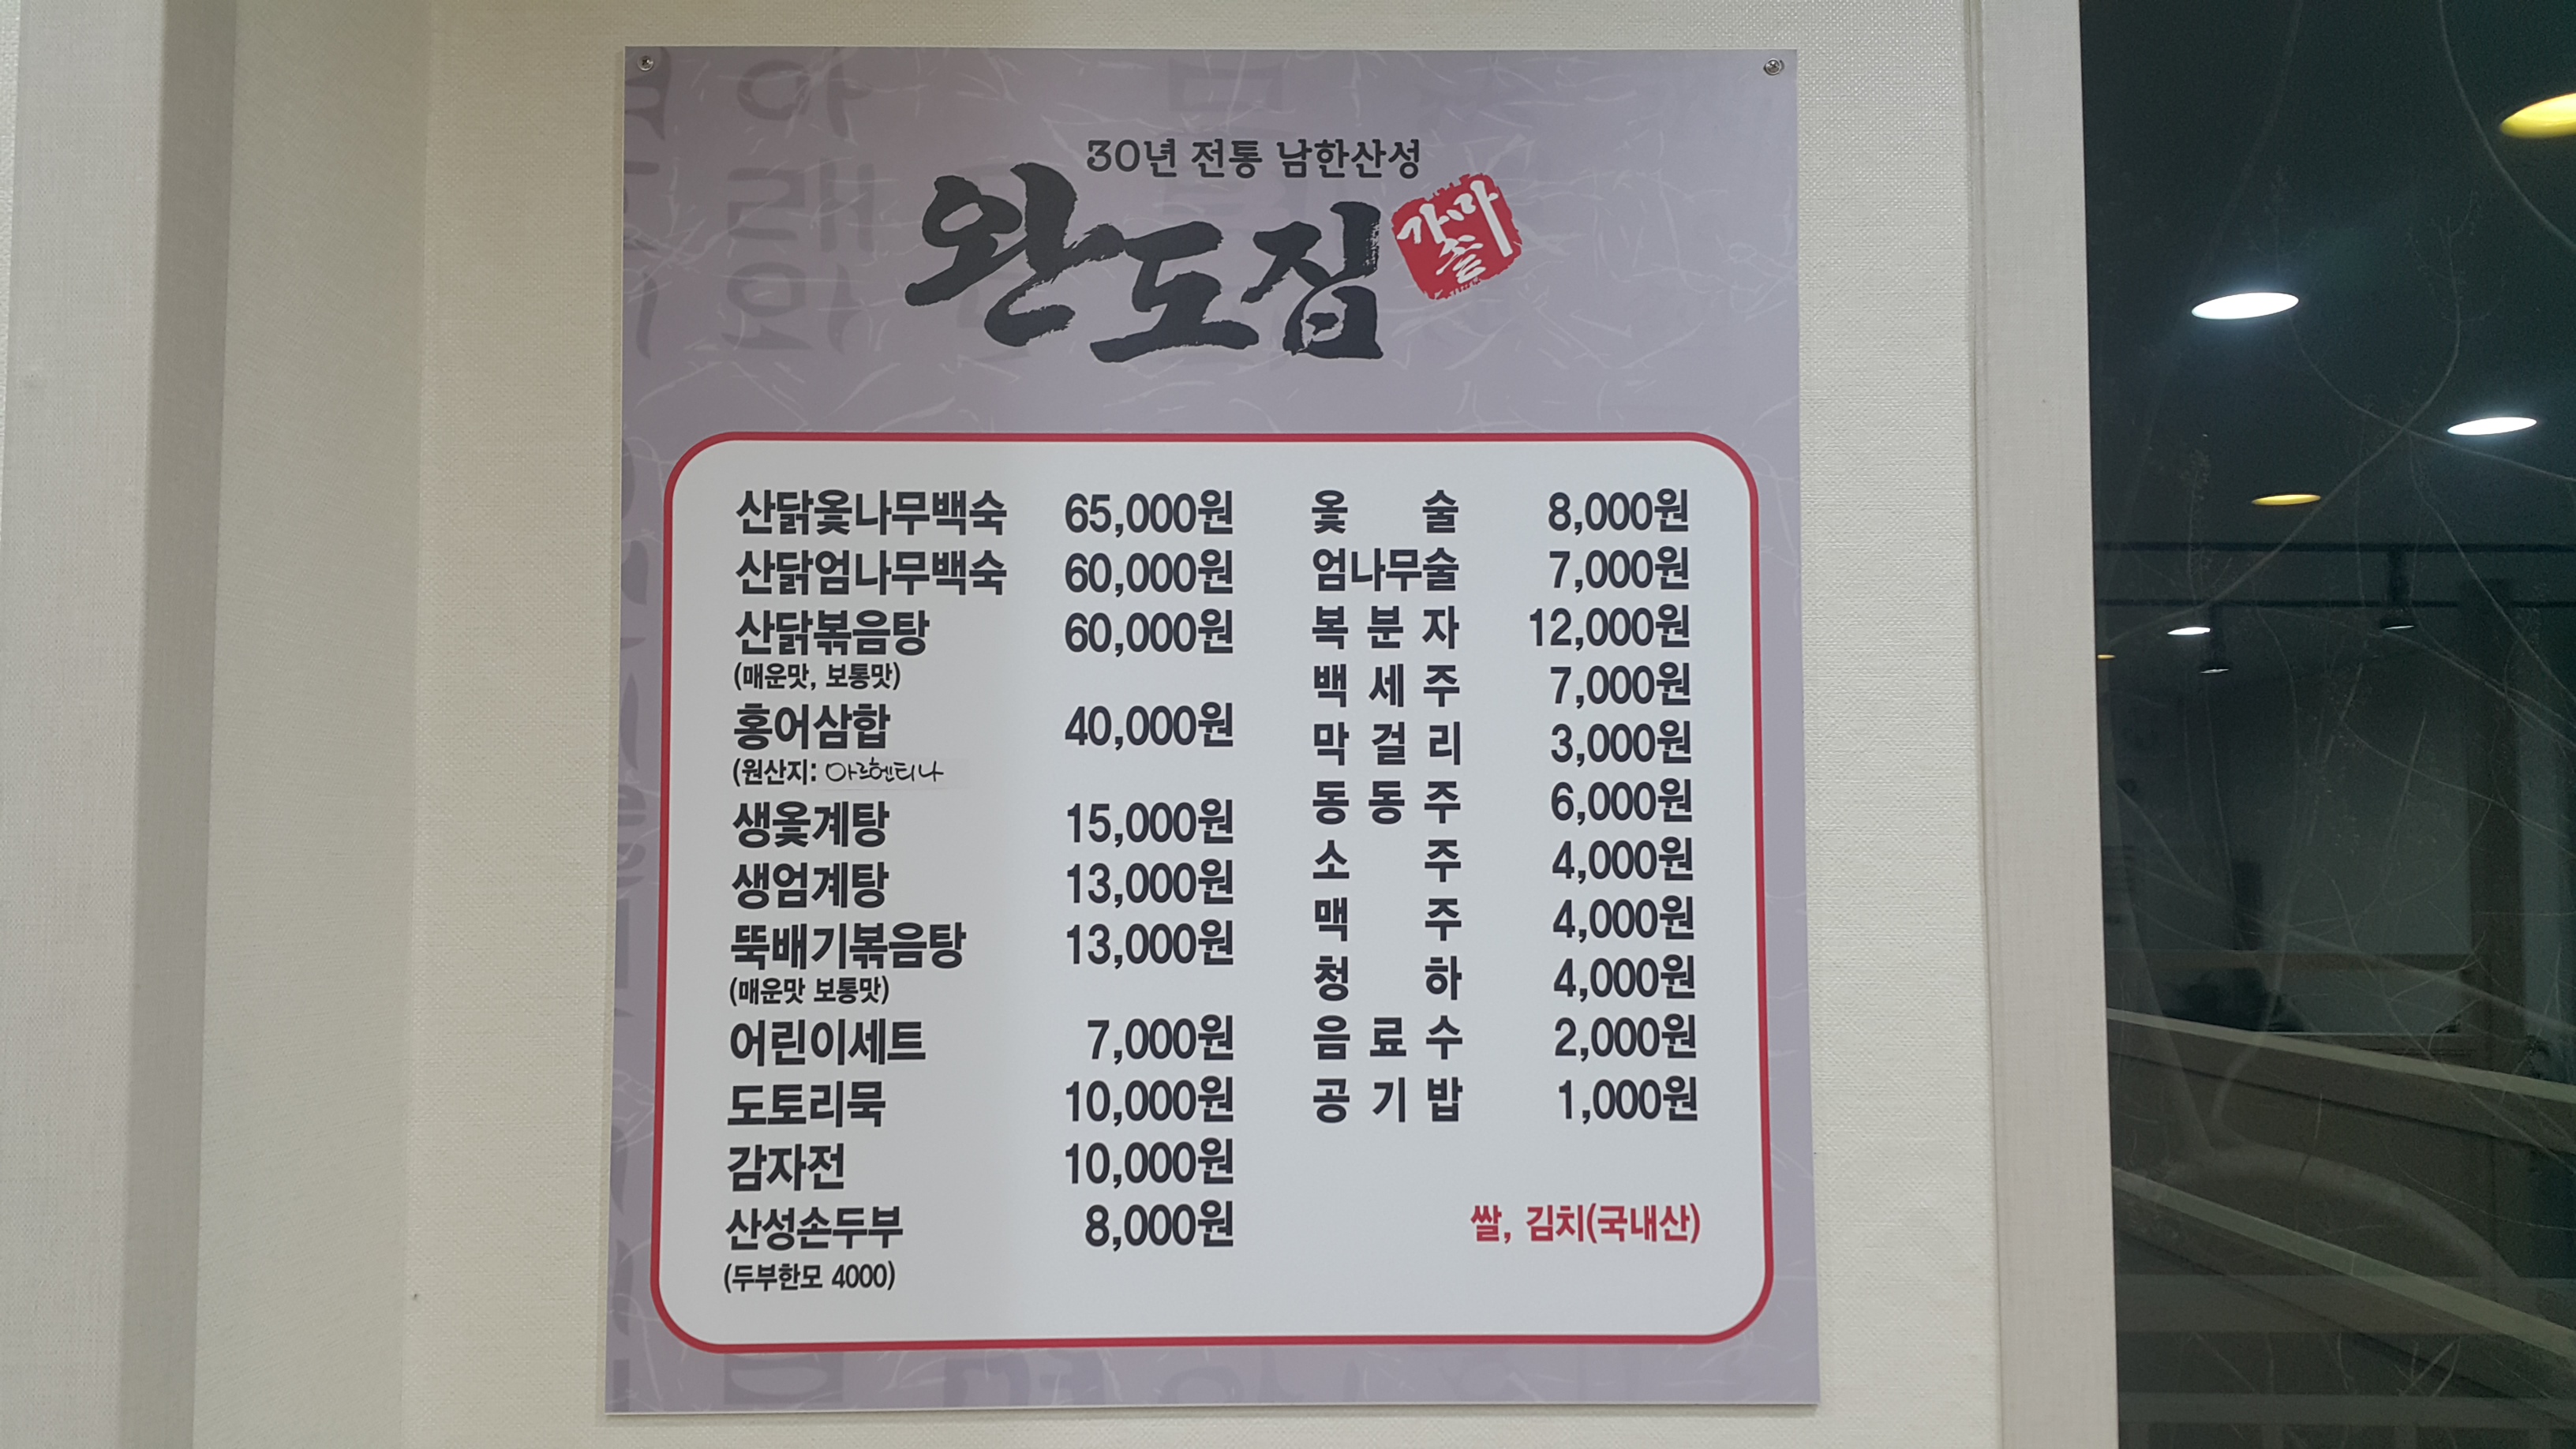 30년 전통 남한산성
완도집
가마솥
산닭옻나무백숙 65,000원
산닭엄나무백숙 60,000원
산닭볶음탕 60,000원
(매운맛, 보통맛)
홍어삼합 40,000원
(원산지: 아르헨티나
생옻계탕 15,000원
생엄계탕 13,000원
뚝배기볶음탕 13,000원
(매운맛 보통맛)
어린이세트 7,000원
도토리묵 10,000원
감자전 10,000원
산성손두부 8,000원
(두부한모 4000)
옻 술 8,000원
엄나무술 7,000원
복 분 자 12,000원
백 세 주 7,000원
막 걸 리 3,000원
동 동 주 6,000원
소 주 4,000원
맥 주 4,000원
청 하 4,000원
음 료 수 2,000원
공 기 밥 1,000원
쌀, 김치(국내산)